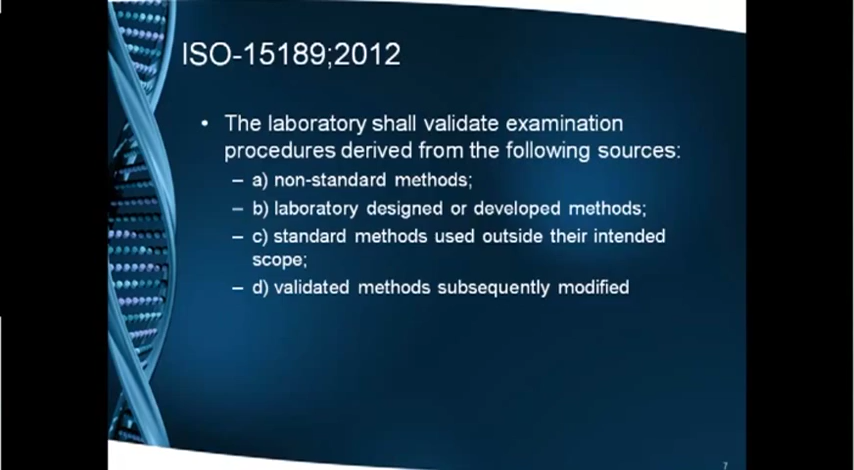 ISO-15189;2012
• The laboratory shall validate examination
procedures derived from the following sources:
– a) non-standard methods;
– b) laboratory designed or developed methods;
– c) standard methods used outside their intended
scope;
– d) validated methods subsequently modified
7